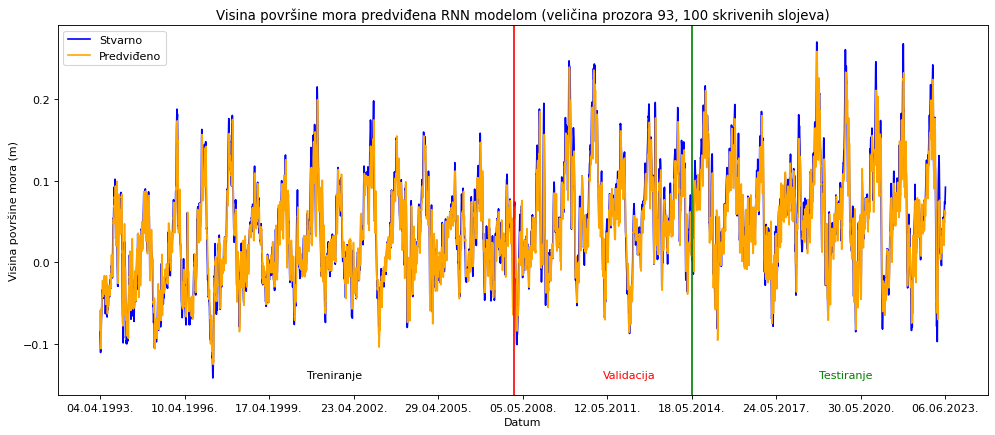 Visina površine mora predviđena RNN modelom (veličina prozora 93, 100 skrivenih slojeva)
Stvarno
Predviđeno
0.2
0.1
0.0
−0.1
Visina površine mora (m)
Treniranje
Validacija
Testiranje
04.04.1993.
10.04.1996.
17.04.1999.
23.04.2002.
29.04.2005.
05.05.2008.
12.05.2011.
18.05.2014.
24.05.2017.
30.05.2020.
06.06.2023.
Datum